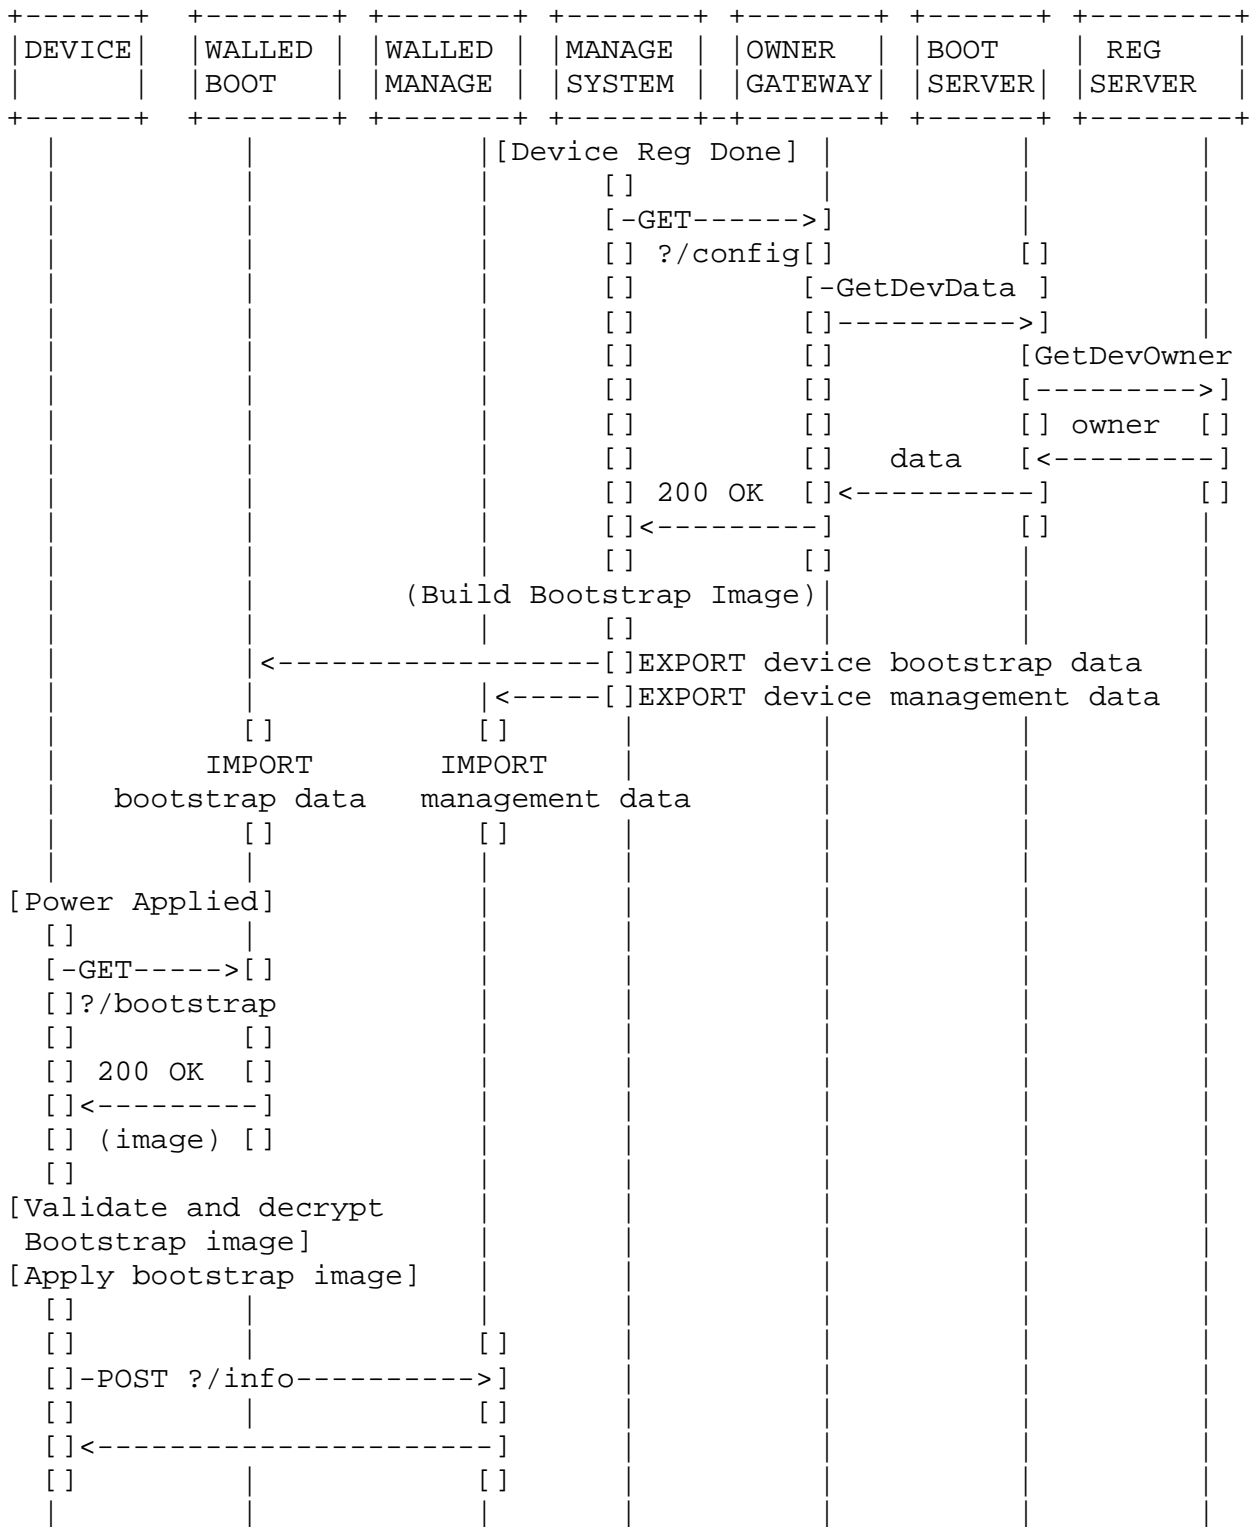 +------+  +-------+ +-------+ +-------+ +-------+ +------+ +--------+
|DEVICE|  |WALLED | |WALLED | |MANAGE | |OWNER  | |BOOT  | | REG    |
|      |  |BOOT   | |MANAGE | |SYSTEM | |GATEWAY| |SERVER| |SERVER  |
+------+  +-------+ +-------+ +-------+-+-------+ +------+ +--------+
  |          |            |[Device Reg Done] |          |         |
  |          |            |      []          |          |         |
  |          |            |      [-GET------>]          |         |
  |          |            |      [] ?/config[]         []         |
  |          |            |      []         [-GetDevData ]         |
  |          |            |      []         []---------->]         |
  |          |            |      []         []          [GetDevOwner
  |          |            |      []         []          [--------->]
  |          |            |      []         []          [] owner  []
  |          |            |      []         []   data   [<---------]
  |          |            |      [] 200 OK  []<----------]        []
  |          |            |      []<---------]          []        |
  |          |            |      []         []          |         |
  |          |        (Build Bootstrap Image)|          |         |
  |          |            |      []          |          |         |
  |          |<------------------[]EXPORT device bootstrap data   |
  |          |            |<-----[]EXPORT device management data  |
  |          []           []      |          |          |         |
  |        IMPORT       IMPORT    |          |          |         |
  |   bootstrap data   management data       |          |         |
  |          []           []      |          |          |         |
  |          |            |       |          |          |         |
[Power Applied]           |       |          |          |         |
  []         |            |       |          |          |         |
  [-GET----->[]           |       |          |          |         |
  []?/bootstrap           |       |          |          |         |
  []         []           |       |          |          |         |
  [] 200 OK  []           |       |          |          |         |
  []<---------]           |       |          |          |         |
  [] (image) []           |       |          |          |         |
  []                      |       |          |          |         |
[Validate and decrypt     |       |          |          |         |
 Bootstrap image]         |       |          |          |         |
[Apply bootstrap image]   |       |          |          |         |
  []         |            |       |          |          |         |
  []         |            []      |          |          |         |
  []-POST ?/info---------->]      |          |          |         |
  []         |            []      |          |          |         |
  []<----------------------]      |          |          |         |
  []         |            []      |          |          |         |
  |          |            |       |          |          |         |